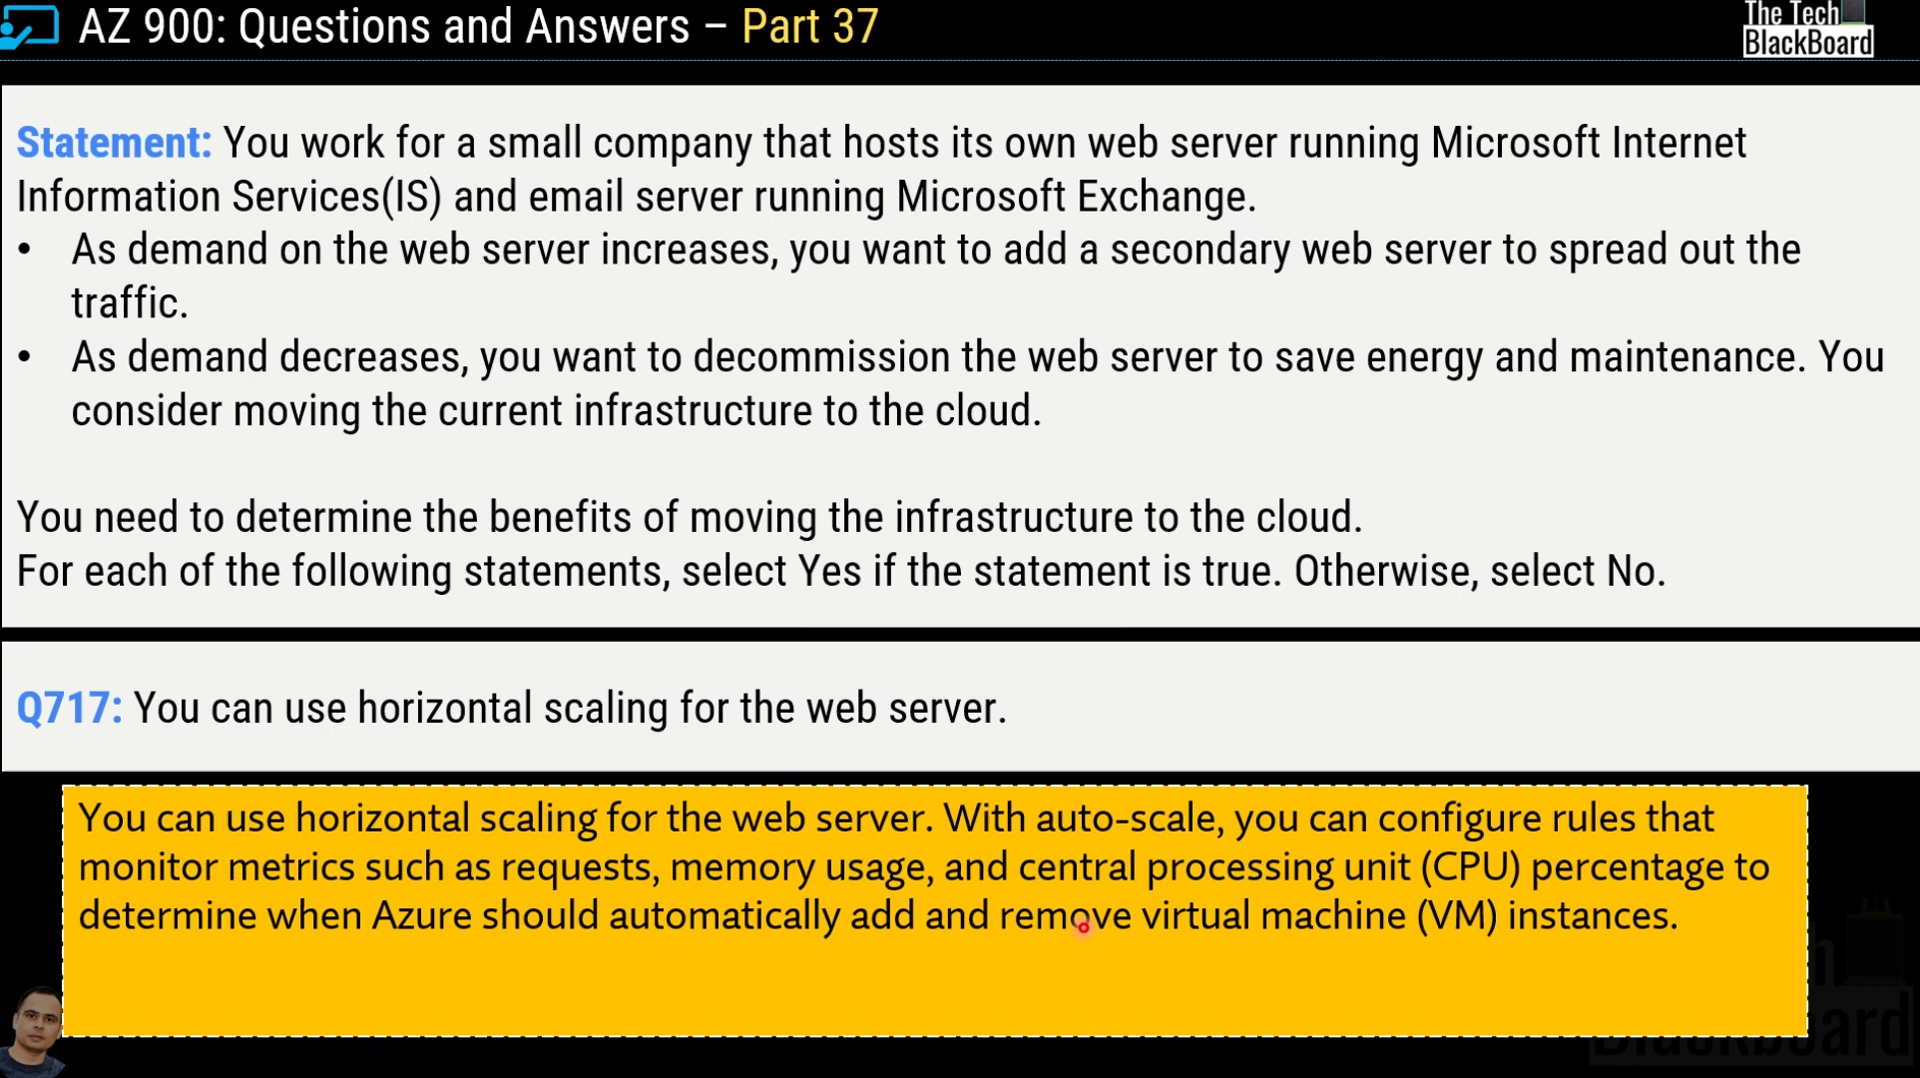 AZ 900: Questions and Answers – Part 37
The Tech
BlackBoard
Statement: You work for a small company that hosts its own web server running Microsoft Internet
Information Services(IS) and email server running Microsoft Exchange.
• As demand on the web server increases, you want to add a secondary web server to spread out the
traffic.
• As demand decreases, you want to decommission the web server to save energy and maintenance. You
consider moving the current infrastructure to the cloud.
You need to determine the benefits of moving the infrastructure to the cloud.
For each of the following statements, select Yes if the statement is true. Otherwise, select No.
Q717: You can use horizontal scaling for the web server.
You can use horizontal scaling for the web server. With auto-scale, you can configure rules that
monitor metrics such as requests, memory usage, and central processing unit (CPU) percentage to
determine when Azure should automatically add and remove virtual machine (VM) instances.